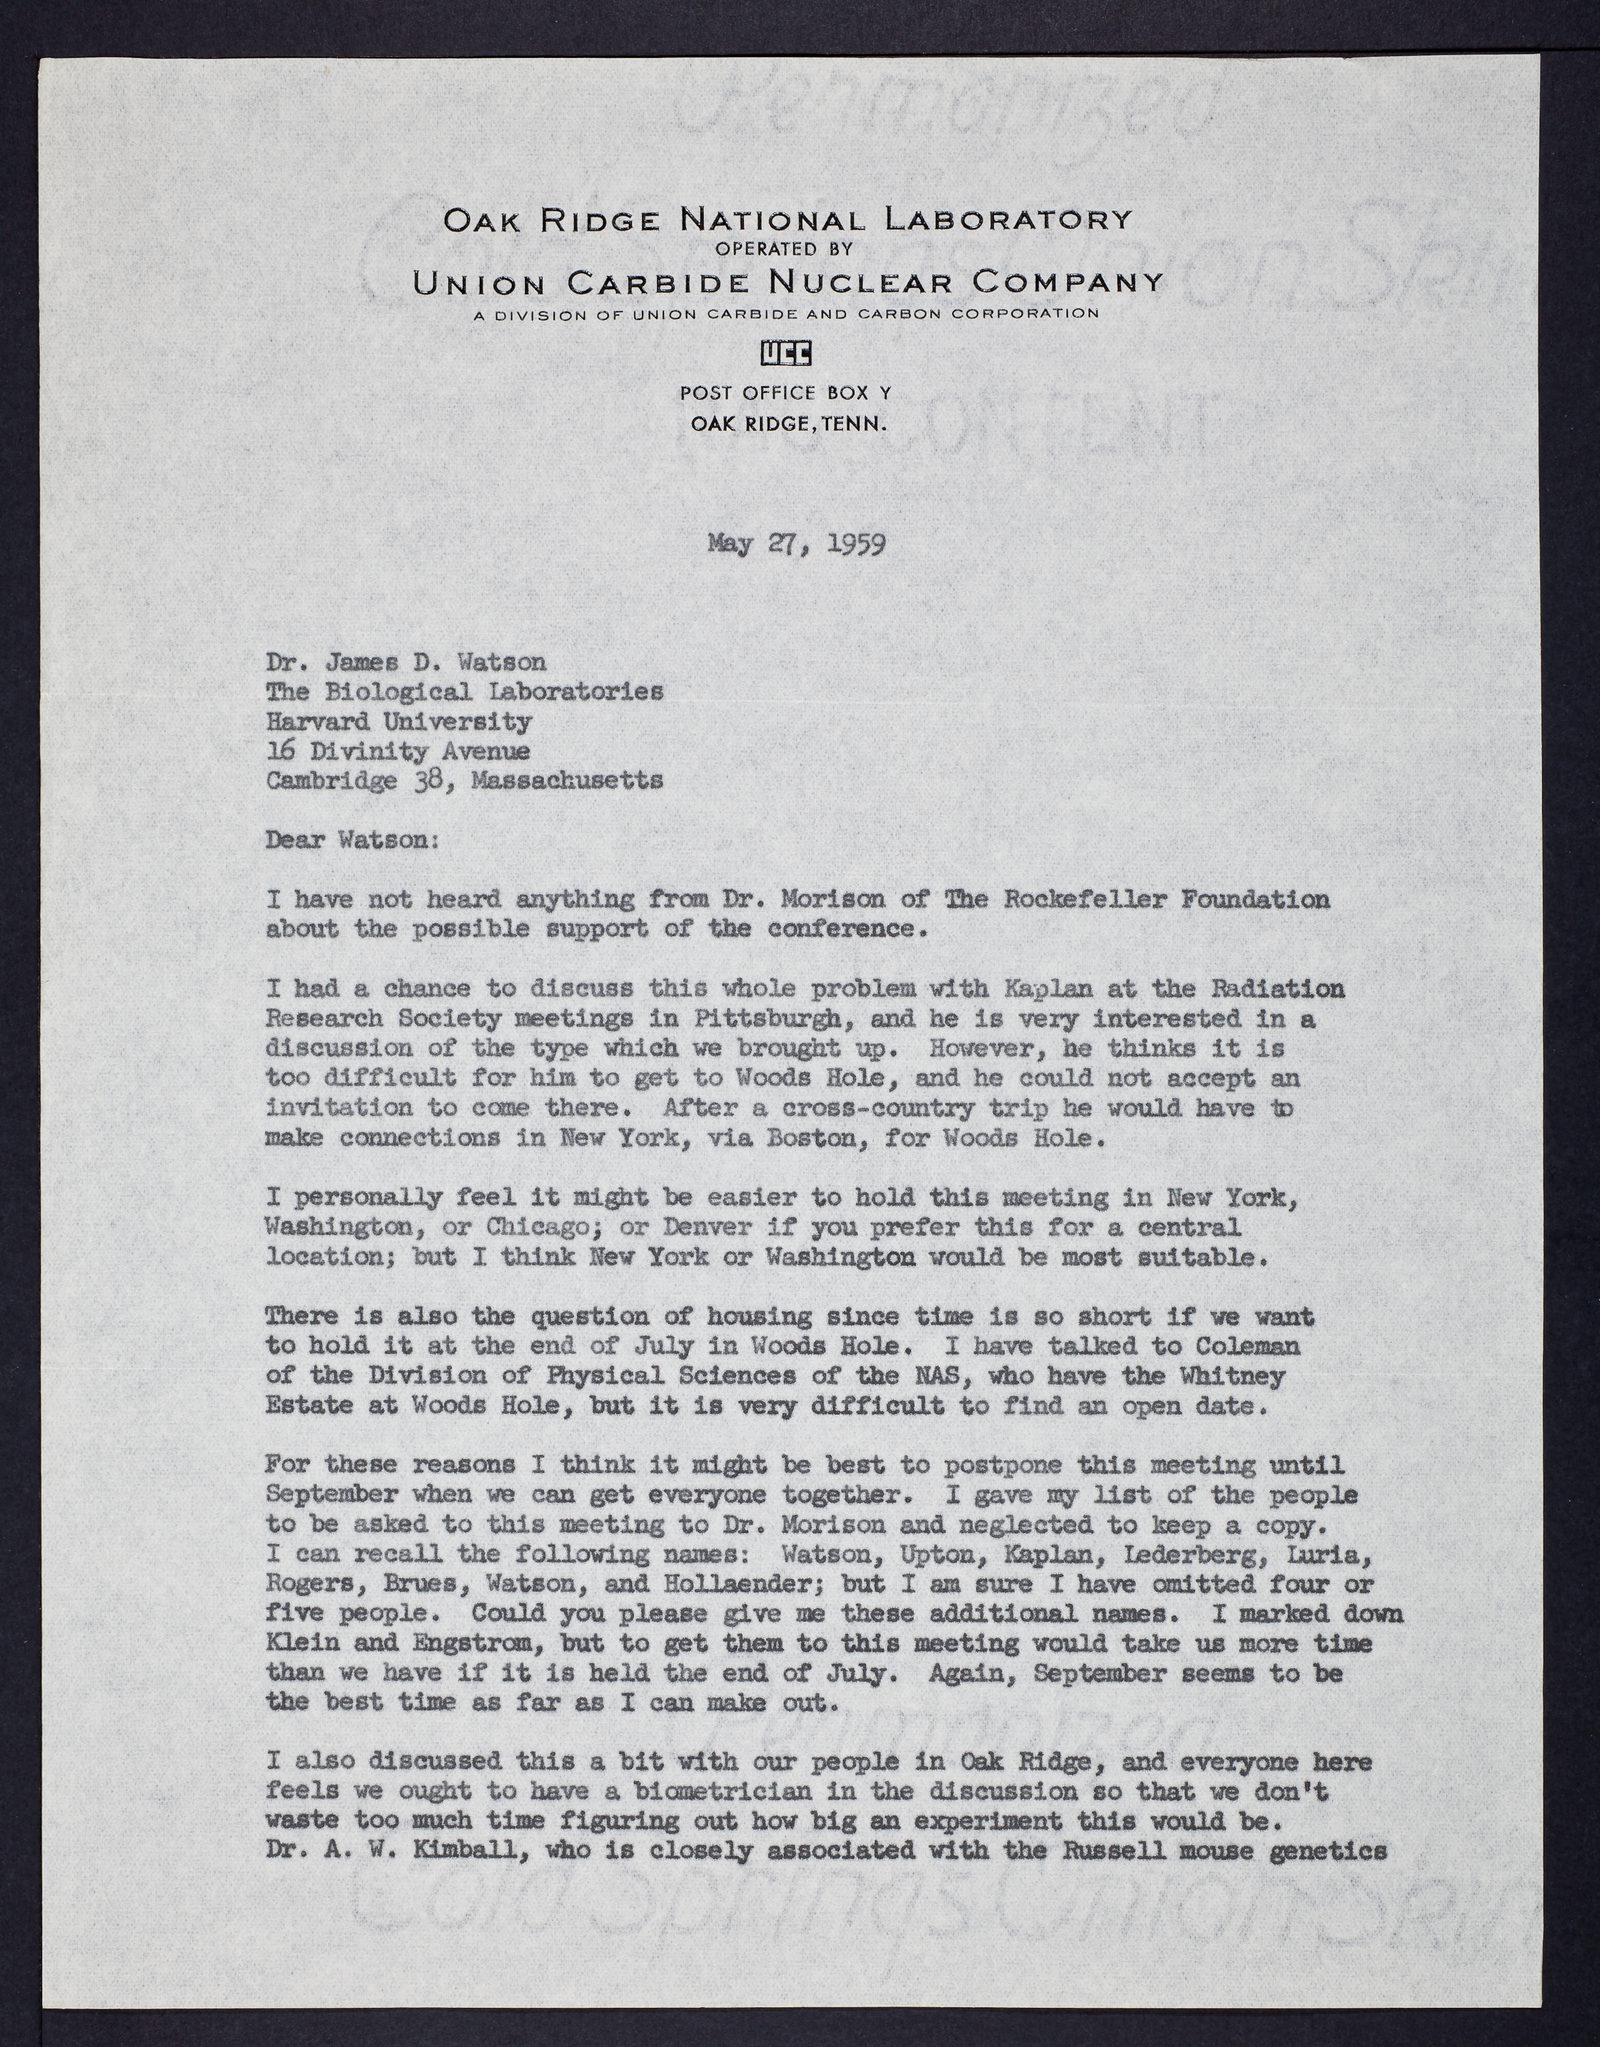 OAK RIDGE NATIONAL LABORATORY
OPERATED BY
UNION CARBIDE NUCLEAR COMPANY
A DIVISION OF UNION CARBIDE AND CARBON CORPORATION
UCC
POST OFFICE BOX Y
OAK RIDGE, TENN.
May 27, 1959
Dr. James D. Watson
The Biological Laboratories
Harvard University
16 Divinity Avenue
Cambridge 38, Massachusetts
Dear Watson:
I have not heard anything from Dr. Morison of The Rockefeller Foundation
about the possible support of the conference.
I had a chance to discuss this whole problem with Kaplan at the Radiation
Research Society meetings in Pittsburgh, and he is very interested in a
discussion of the type which we brought up. However, he thinks it is
too difficult for him to get to Woods Hole, and he could not accept an
invitation to come there. After a cross-country trip he would have to
make connections in New York, via Boston, for Woods Hole.
I personally feel it might be easier to hold this meeting in New York,
Washington, or Chicago; or Denver if you prefer this for a central
location; but I think New York or Washington would be most suitable.
There is also the question of housing since time is so short if we want
to hold it at the end of July in Woods Hole. I have talked to Coleman
of the Division of Physical Sciences of the NAS, who have the Whitney
Estate at Woods Hole, but it is very difficult to find an open date.
For these reasons I think it might be best to postpone this meeting until
September when we can get everyone together. I gave my list of the people
to be asked to this meeting to Dr. Morison and neglected to keep a copy.
I can recall the following names: Watson, Upton, Kaplan, Lederberg, Luria,
Rogers, Brues, Watson, and Hollaender; but I am sure I have omitted four or
five people. Could you please give me these additional names. I marked down
Klein and Engstrom, but to get them to this meeting would take us more time
than we have if it is held the end of July. Again, September seems to be
the best time as far as I can make out.
I also discussed this a bit with our people in Oak Ridge, and everyone here
feels we ought to have a biometrician in the discussion so that we don't
waste too much time figuring out how big an experiment this would be.
Dr. A. W. Kimball, who is closely associated with the Russell mouse genetics